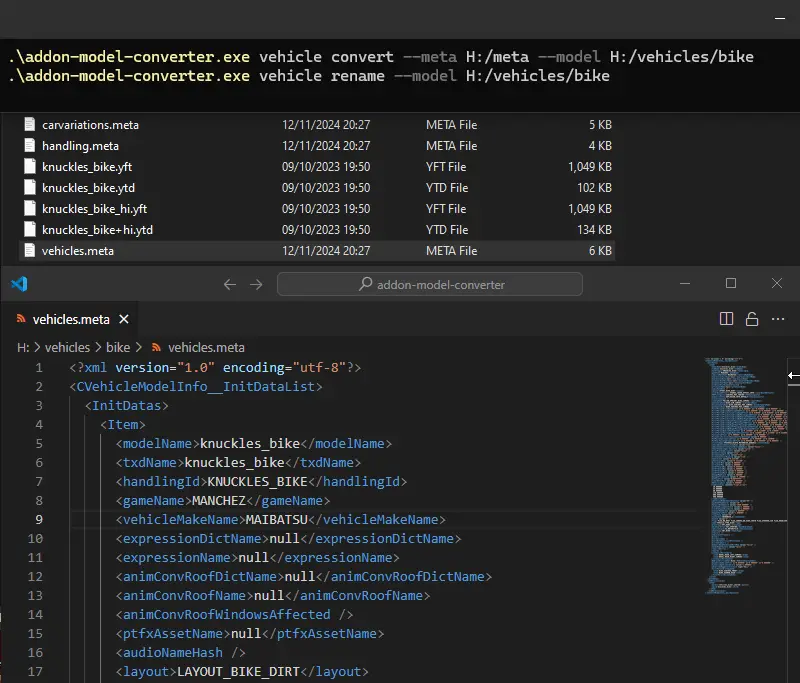 .\addon-model-converter.exe vehicle convert --meta H:/meta --model H:/vehicles/bike
.\addon-model-converter.exe vehicle rename --model H:/vehicles/bike
carvariations.meta 12/11/2024 20:27 META File 5 KB
handling.meta 12/11/2024 20:27 META File 4 KB
knuckles_bike.yft 09/10/2023 19:50 YFT File 1,049 KB
knuckles_bike.ytd 09/10/2023 19:50 YTD File 102 KB
knuckles_bike_hi.yft 09/10/2023 19:50 YFT File 1,049 KB
knuckles_bike+hi.ytd 09/10/2023 19:50 YTD File 134 KB
vehicles.meta 12/11/2024 20:27 META File 6 KB
addon-model-converter
vehicles.meta
H: > vehicles > bike > vehicles.meta
1 <?xml version="1.0" encoding="utf-8"?>
2 <CVehicleModelInfo__InitDataList>
3 <InitDatas>
4 <Item>
5 <modelName>knuckles_bike</modelName>
6 <txdName>knuckles_bike</txdName>
7 <handlingId>KNUCKLES_BIKE</handlingId>
8 <gameName>MANCHEZ</gameName>
9 <vehicleMakeName>MAIBATSU</vehicleMakeName>
10 <expressionDictName>null</expressionDictName>
11 <expressionName>null</expressionName>
12 <animConvRoofDictName>null</animConvRoofDictName>
13 <animConvRoofName>null</animConvRoofName>
14 <animConvRoofWindowsAffected />
15 <ptfxAssetName>null</ptfxAssetName>
16 <audioNameHash />
17 <layout>LAYOUT_BIKE_DIRT</layout>